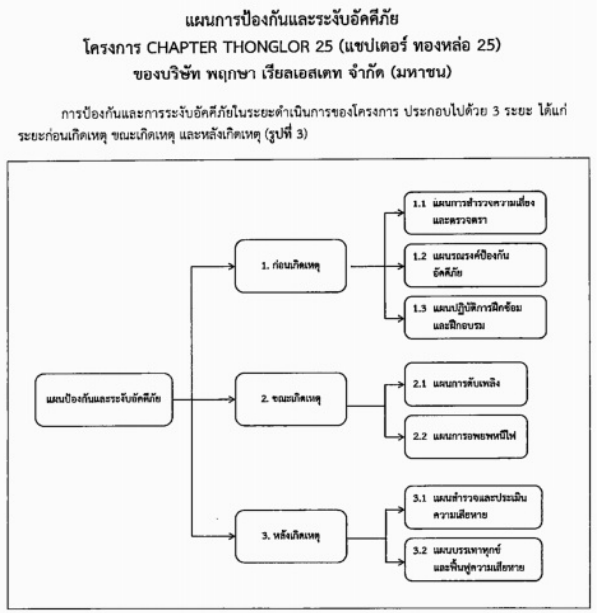 แผนการป้องกันและระงับอัคคีภัย
โครงการ CHAPTER THONGLOR 25 (แชปเตอร์ ทองหล่อ 25)
ของบริษัท พฤกษา เรียลเอสเตท จำกัด (มหาชน)
การป้องกันและการระงับอัคคีภัยในระยะดำเนินการของโครงการ ประกอบไปด้วย 3 ระยะ ได้แก่
ระยะก่อนเกิดเหตุ ขณะเกิดเหตุ และหลังเกิดเหตุ (รูปที่ 3)
แผนป้องกันและระงับอัคคีภัย
1. ก่อนเกิดเหตุ
1.1 แผนการสำรวจความเสี่ยง
และตรวจตรา
1.2 แผนรณรงค์ป้องกัน
อัคคีภัย
1.3 แผนปฏิบัติการฝึกซ้อม
และฝึกอบรม
2. ขณะเกิดเหตุ
2.1 แผนการดับเพลิง
2.2 แผนการอพยพหนีไฟ
3. หลังเกิดเหตุ
3.1 แผนสำรวจและประเมิน
ความเสียหาย
3.2 แผนบรรเทาทุกข์
และฟื้นฟูความเสียหาย